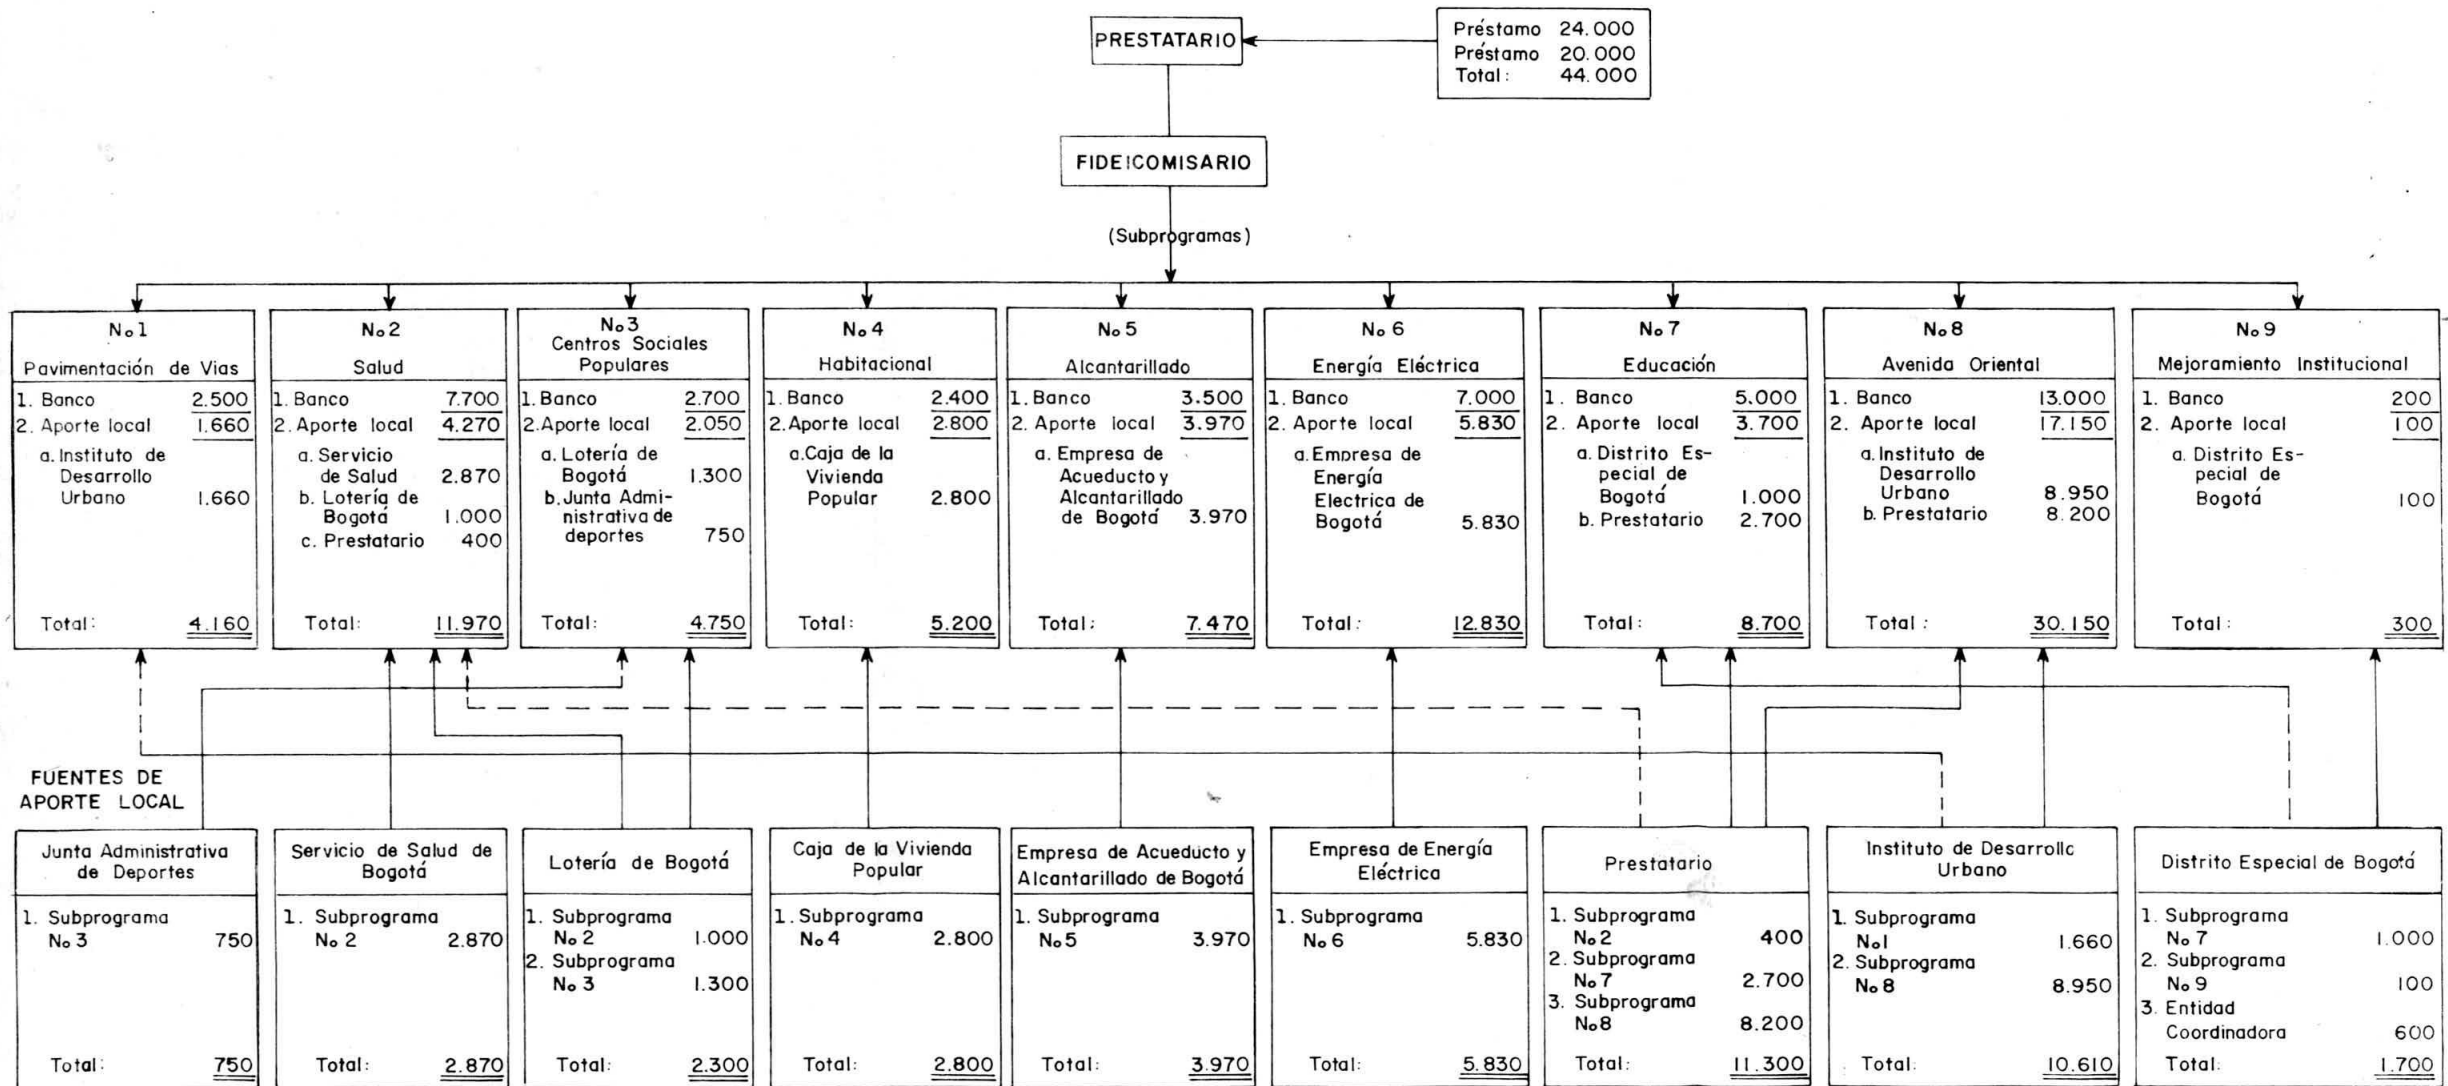 PRESTATARIO
Préstamo 24.000
Préstamo 20.000
Total: 44.000
FIDEICOMISARIO
(Subprogramas)
No 1
Pavimentación de Vias
1. Banco 2.500
2. Aporte local 1.660
a. Instituto de
Desarrollo
Urbano 1.660
Total: 4.160
No 2
Salud
1. Banco 7.700
2. Aporte local 4.270
a. Servicio
de Salud 2.870
b. Lotería de
Bogotá 1.000
c. Prestatario 400
Total: 11.970
No 3
Centros Sociales
Populares
1. Banco 2.700
2. Aporte local 2.050
a. Lotería de
Bogotá 1.300
b. Junta Admi-
nistrativa de
deportes 750
Total: 4.750
No 4
Habitacional
1. Banco 2.400
2. Aporte local 2.800
a. Caja de la
Vivienda
Popular 2.800
Total: 5.200
No 5
Alcantarillado
1. Banco 3.500
2. Aporte local 3.970
a. Empresa de
Acueducto y
Alcantarillado
de Bogotá 3.970
Total: 7.470
No 6
Energía Eléctrica
1. Banco 7.000
2. Aporte local 5.830
a. Empresa de
Energía
Electrica de
Bogotá 5.830
Total: 12.830
No 7
Educación
1. Banco 5.000
2. Aporte local 3.700
a. Distrito Es-
pecial de
Bogotá 1.000
b. Prestatario 2.700
Total: 8.700
No 8
Avenida Oriental
1. Banco 13.000
2. Aporte local 17.150
a. Instituto de
Desarrollo
Urbano 8.950
b. Prestatario 8.200
Total: 30.150
No 9
Mejoramiento Institucional
1. Banco 200
2. Aporte local 100
a. Distrito Es-
pecial de
Bogotá 100
Total: 300
FUENTES DE
APORTE LOCAL
Junta Administrativa
de Deportes
1. Subprograma
No 3 750
Total: 750
Servicio de Salud de
Bogotá
1. Subprograma
No 2 2.870
Total: 2.870
Lotería de Bogotá
1. Subprograma
No 2 1.000
2. Subprograma
No 3 1.300
Total: 2.300
Caja de la Vivienda
Popular
1. Subprograma
No 4 2.800
Total: 2.800
Empresa de Acueducto y
Alcantarillado de Bogotá
1. Subprograma
No 5 3.970
Total: 3.970
Empresa de Energía
Eléctrica
1. Subprograma
No 6 5.830
Total: 5.830
Prestatario
1. Subprograma
No 2 400
2. Subprograma
No 7 2.700
3. Subprograma
No 8 8.200
Total: 11.300
Instituto de Desarrollo
Urbano
1. Subprograma
No 1 1.660
2. Subprograma
No 8 8.950
Total: 10.610
Distrito Especial de Bogotá
1. Subprograma
No 7 1.000
2. Subprograma
No 9 100
3. Entidad
Coordinadora 600
Total: 1.700